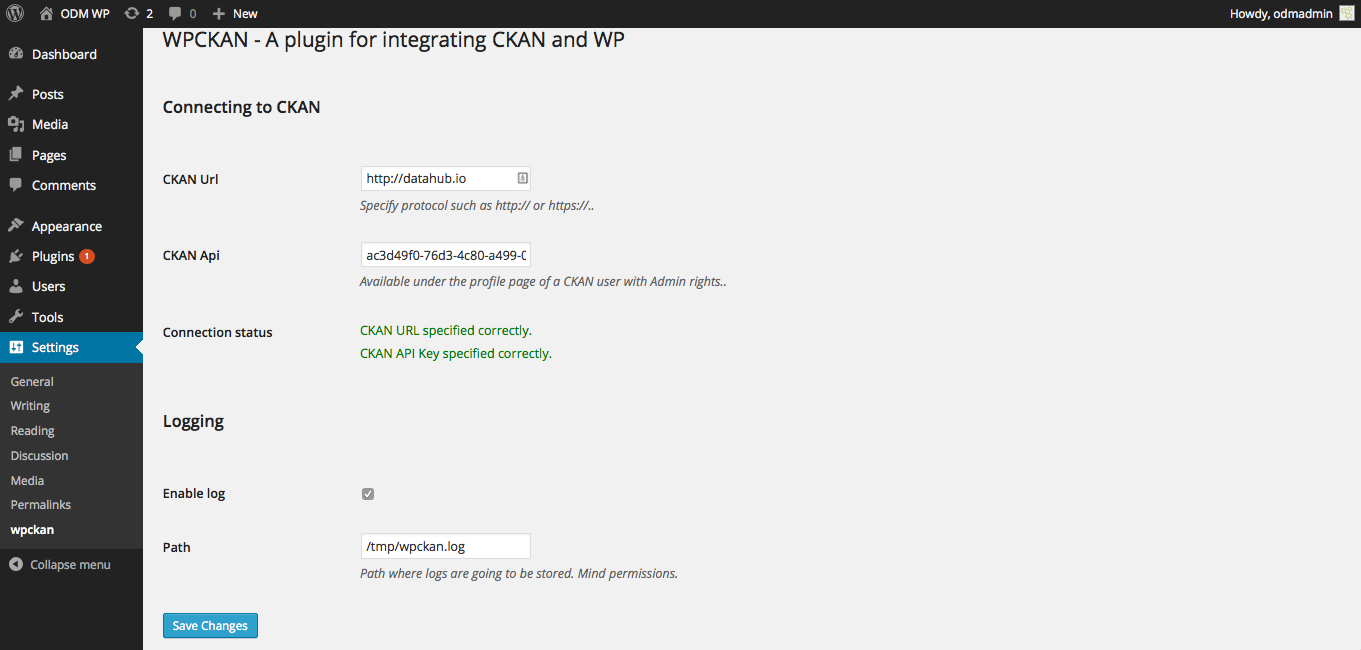 ODM WP 2 0 New Howdy, odmadmin
Dashboard
Posts
Media
Pages
Comments
Appearance
Plugins 1
Users
Tools
Settings
General
Writing
Reading
Discussion
Media
Permalinks
wpckan
Collapse menu
WPCKAN - A plugin for integrating CKAN and WP
Connecting to CKAN
CKAN Url http://datahub.io
Specify protocol such as http:// or https://..
CKAN Api ac3d49f0-76d3-4c80-a499-
Available under the profile page of a CKAN user with Admin rights..
Connection status CKAN URL specified correctly.
CKAN API Key specified correctly.
Logging
Enable log
Path /tmp/wpckan.log
Path where logs are going to be stored. Mind permissions.
Save Changes